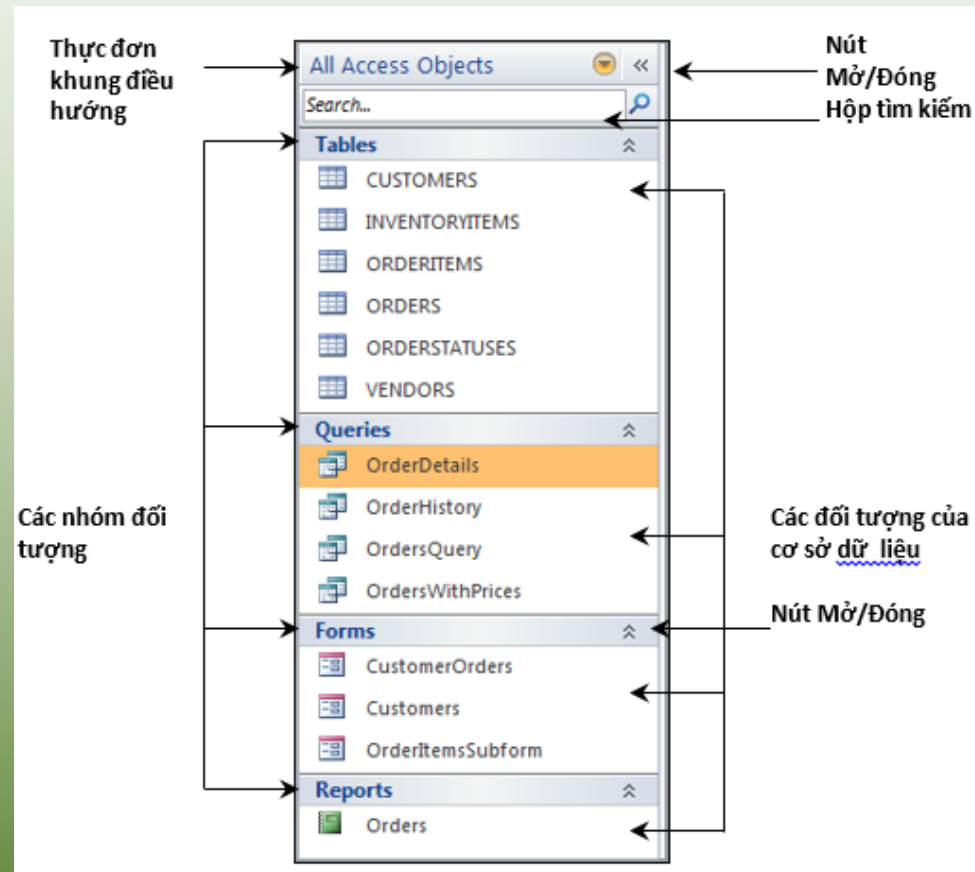 Thực đơn
khung điều
hướng
All Access Objects
Nút
Mở/Đóng
Search...
Hộp tìm kiếm
Tables
CUSTOMERS
INVENTORYITEMS
ORDERITEMS
ORDERS
ORDERSTATUSES
VENDORS
Queries
OrderDetails
OrderHistory
OrdersQuery
OrdersWithPrices
Các nhóm đối
tượng
Các đối tượng của
cơ sở dữ liệu
Nút Mở/Đóng
Forms
CustomerOrders
Customers
OrderItemsSubform
Reports
Orders